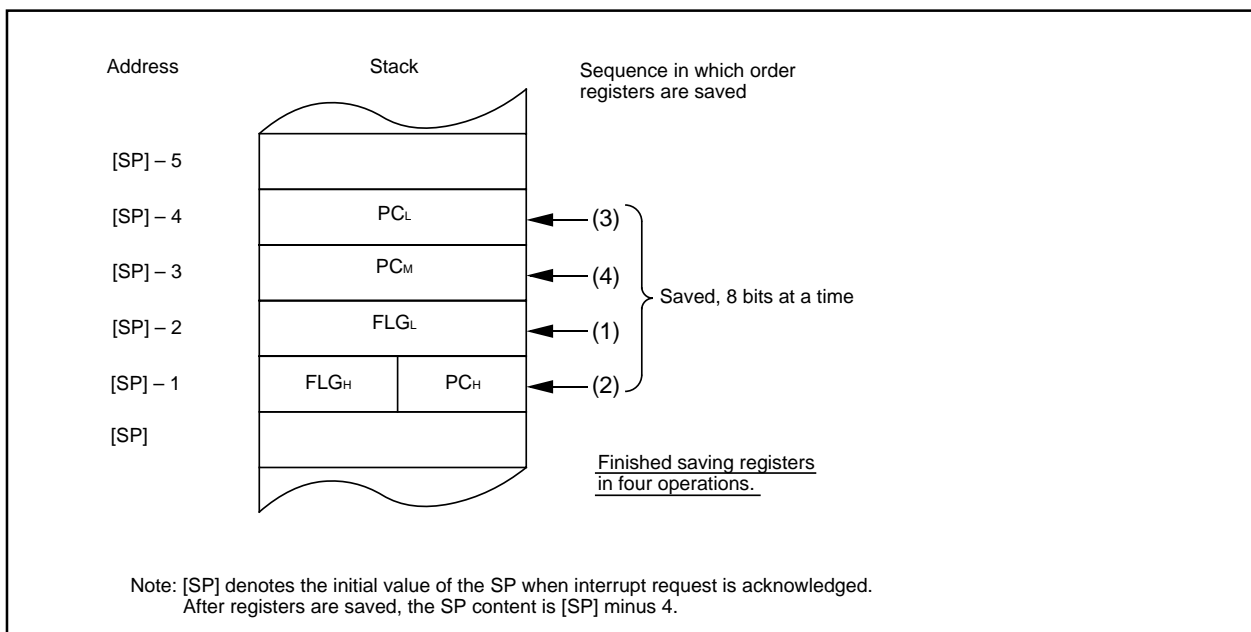 Address Stack Sequence in which order
registers are saved
[SP] – 5
[SP] – 4 PCL (3)
[SP] – 3 PCM (4)
Saved, 8 bits at a time
[SP] – 2 FLGL (1)
[SP] – 1 FLGH PCH (2)
[SP]
Finished saving registers
in four operations.
Note: [SP] denotes the initial value of the SP when interrupt request is acknowledged.
After registers are saved, the SP content is [SP] minus 4.